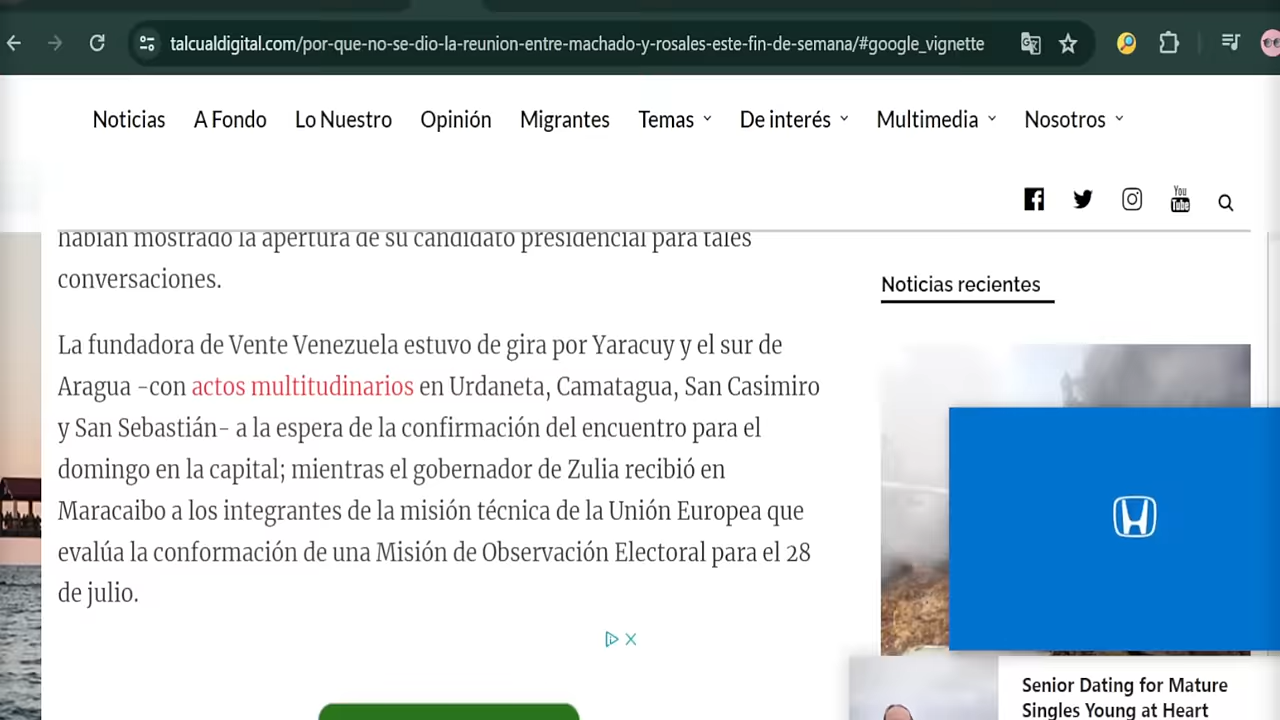 talcualdigital.com/por-que-no-se-dio-la-reunion-entre-machado-y-rosales-este-fin-de-semana/#google_vignette
Noticias A Fondo Lo Nuestro Opinión Migrantes Temas De interés Multimedia Nosotros
You
Tube
habían mostrado la apertura de su candidato presidencial para tales
conversaciones.
La fundadora de Vente Venezuela estuvo de gira por Yaracuy y el sur de
Aragua -con actos multitudinarios en Urdaneta, Camatagua, San Casimiro
y San Sebastián- a la espera de la confirmación del encuentro para el
domingo en la capital; mientras el gobernador de Zulia recibió en
Maracaibo a los integrantes de la misión técnica de la Unión Europea que
evalúa la conformación de una Misión de Observación Electoral para el 28
de julio.
Noticias recientes
Senior Dating for Mature
Singles Young at Heart